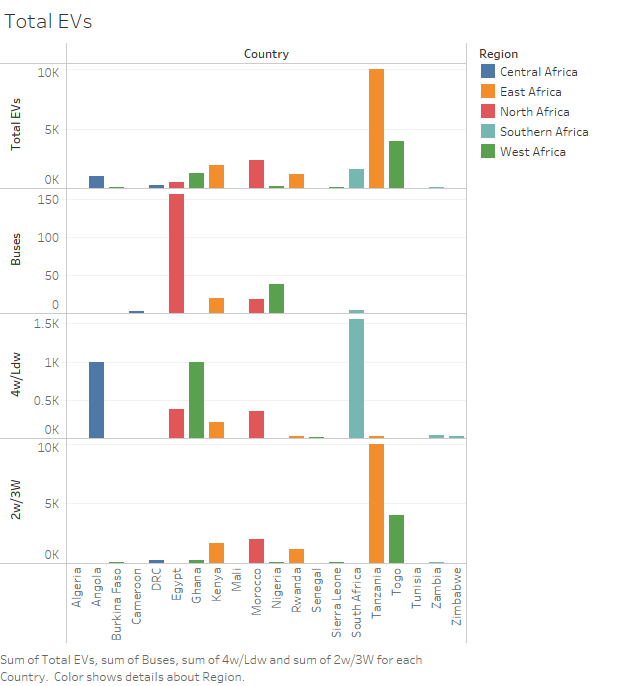 Total EVs
Country
Region
Central Africa
East Africa
North Africa
Southern Africa
West Africa
Total EVs
10K
5K
0K
Buses
150
100
50
0
4w/Ldw
1.5K
1K
0.5K
0K
2w/3W
10K
5K
0K
Algeria
Angola
Burkina Faso
Cameroon
DRC
Egypt
Ghana
Kenya
Mali
Morocco
Nigeria
Rwanda
Senegal
Sierra Leone
South Africa
Tanzania
Togo
Tunisia
Zambia
Zimbabwe
Sum of Total EVs, sum of Buses, sum of 4w/Ldw and sum of 2w/3W for each
Country. Color shows details about Region.